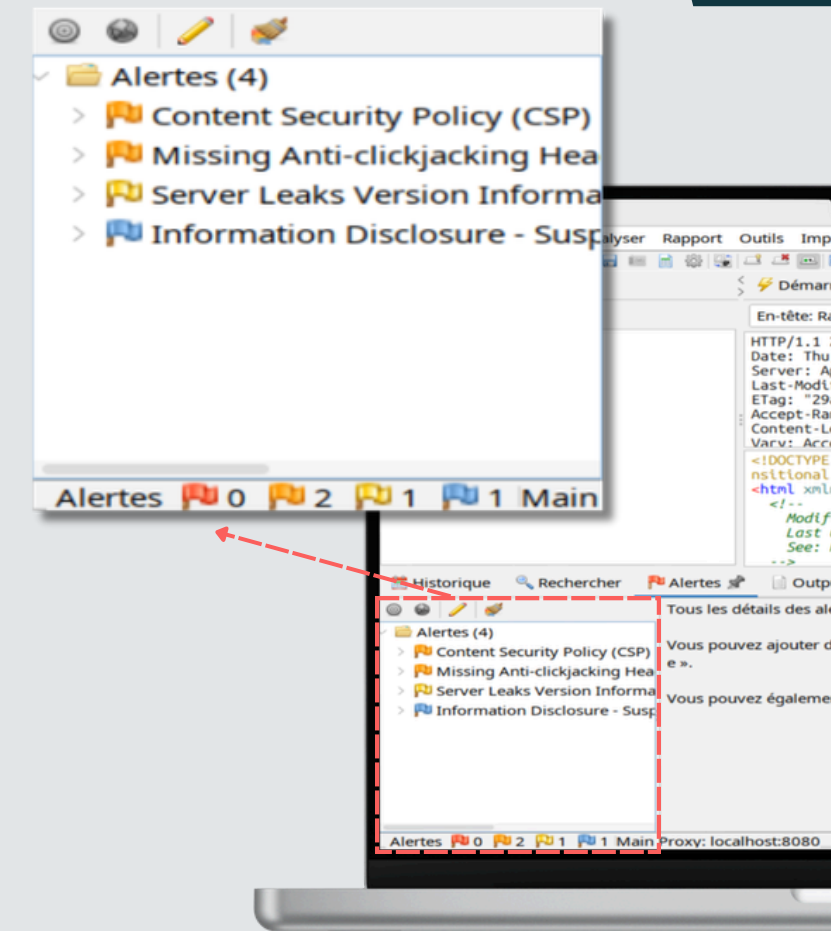 Alertes (4)
Content Security Policy (CSP)
Missing Anti-clickjacking Hea
Server Leaks Version Informa
Information Disclosure - Susp
Alertes 0 2 1 1 Main
alyser Rapport Outils Imp
Démarr
En-tête: Ra
HTTP/1.1
Date: Thu
Server: Ap
Last-Modi
ETag: "29
Accept-Ra
Content-Le
Vary: Acce
<!DOCTYPE
nsitional
<html xml
<!--
Modif
Last
See:
-->
Historique Rechercher Alertes Outp
Tous les détails des ale
Alertes (4)
Content Security Policy (CSP)
Vous pouvez ajouter d
Missing Anti-clickjacking Hea
e ».
Server Leaks Version Informa
Vous pouvez égaleme
Information Disclosure - Susp
Alertes 0 2 1 1 Main Proxy: localhost:8080